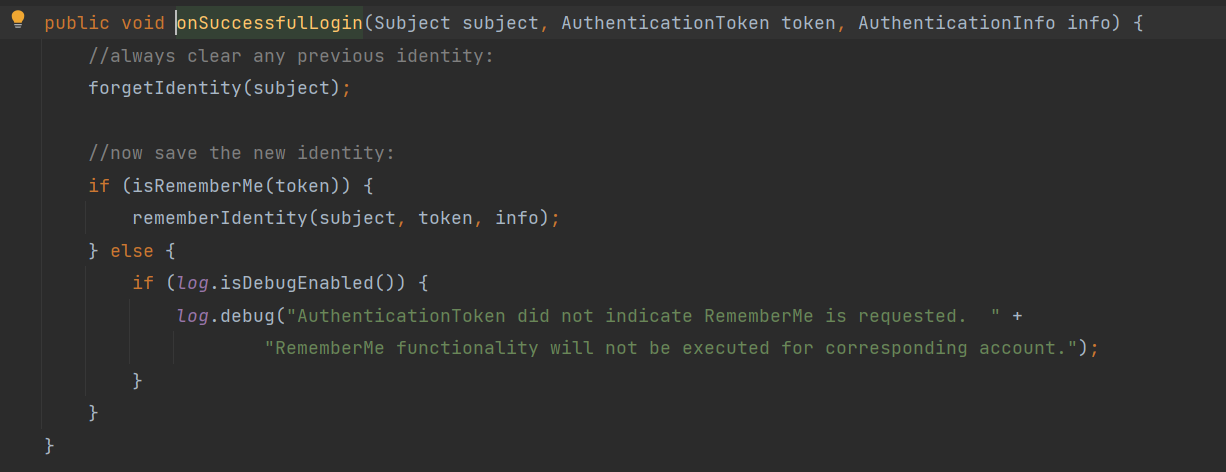 public void onSuccessfulLogin(Subject subject, AuthenticationToken token, AuthenticationInfo info) {
    //always clear any previous identity:
    forgetIdentity(subject);

    //now save the new identity:
    if (isRememberMe(token)) {
        rememberIdentity(subject, token, info);
    } else {
        if (log.isDebugEnabled()) {
            log.debug("AuthenticationToken did not indicate RememberMe is requested.  " +
                    "RememberMe functionality will not be executed for corresponding account.");
        }
    }
}